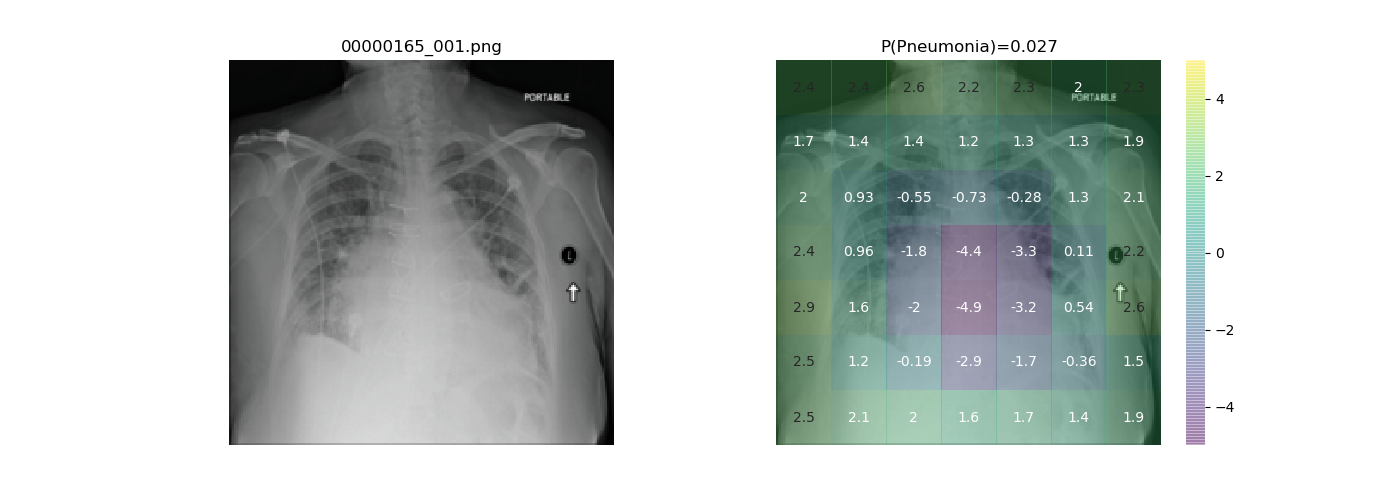 00000165_001.png
PORTABLE
L
P(Pneumonia)=0.027
2.4 2.4 2.6 2.2 2.3 2 2.3
PORTABLE
1.7 1.4 1.4 1.2 1.3 1.3 1.9
2 0.93 -0.55 -0.73 -0.28 1.3 2.1
2.4 0.96 -1.8 -4.4 -3.3 0.11 2.2
L
2.9 1.6 -2 -4.9 -3.2 0.54 2.6
2.5 1.2 -0.19 -2.9 -1.7 -0.36 1.5
2.5 2.1 2 1.6 1.7 1.4 1.9
4
2
0
−2
−4